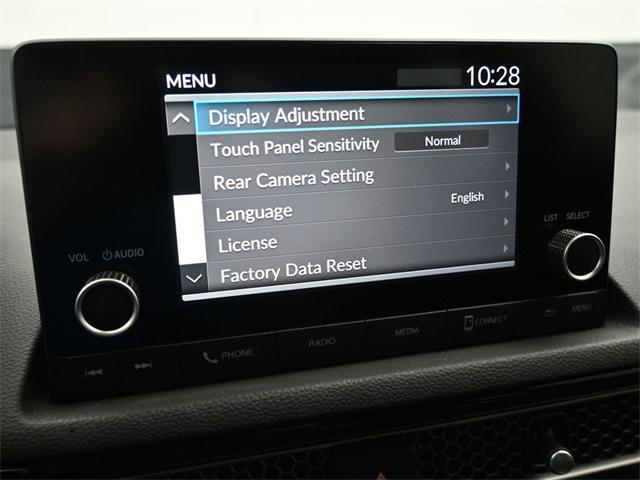 MENU 10:28
Display Adjustment
Touch Panel Sensitivity Normal
Rear Camera Setting
Language English
License
Factory Data Reset
VOL AUDIO
LIST SELECT
PHONE RADIO MEDIA CONNECT MENU